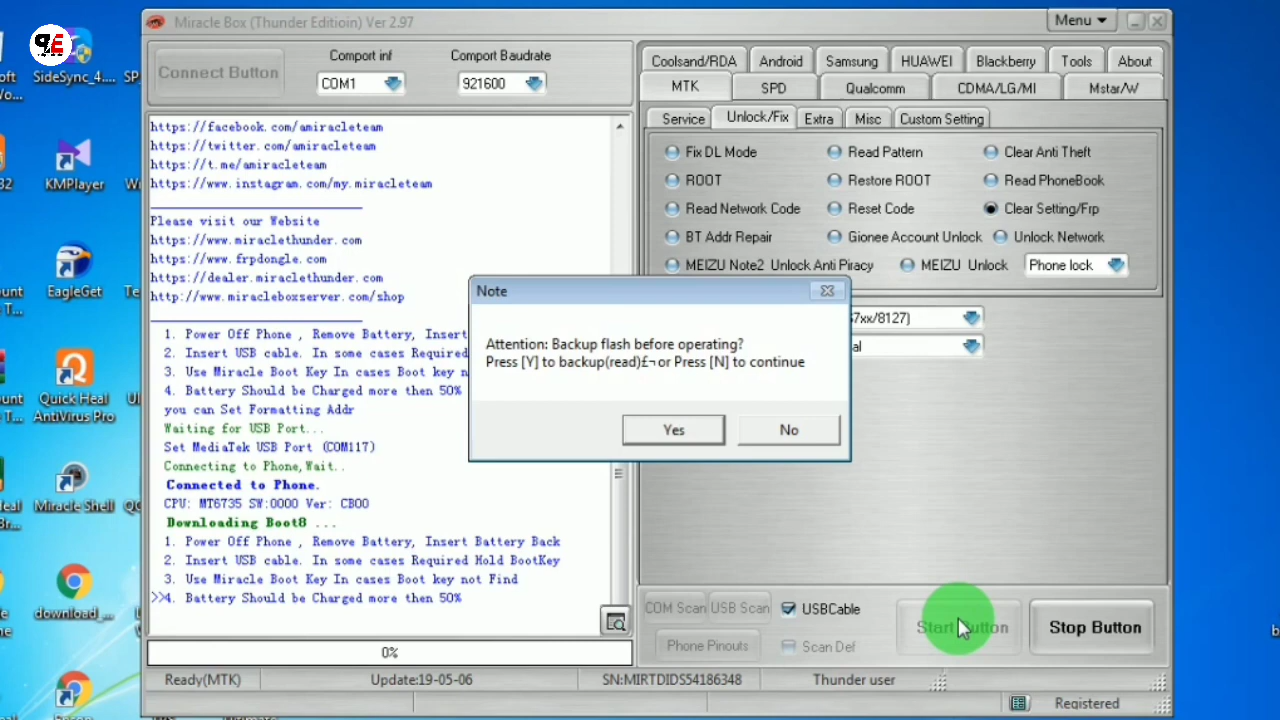 Miracle Box (Thunder Editioin) Ver 2.97
Menu
Connect Button
Comport inf
COM1
Comport Baudrate
921600
Coolsand/RDA
Android
Samsung
HUAWEI
Blackberry
Tools
About
MTK
SPD
Qualcomm
CDMA/LG/MI
Mstar/W
Service
Unlock/Fix
Extra
Misc
Custom Setting
Fix DL Mode
Read Pattern
Clear Anti Theft
ROOT
Restore ROOT
Read PhoneBook
Read Network Code
Reset Code
Clear Setting/Frp
BT Addr Repair
Gionee Account Unlock
Unlock Network
MEIZU Note2 Unlock Anti Piracy
MEIZU Unlock
Phone lock
7xx/8127)
al
https://facebook.com/amiracleteam
https://twitter.com/amiracleteam
https://t.me/amiracleteam
https://www.instagram.com/my.miracleteam
Please visit our Website
https://www.miraclethunder.com
https://www.frpdongle.com
https://dealer.miraclethunder.com
http://www.miracleboxserver.com/shop
1. Power Off Phone , Remove Battery, Insert
2. Insert USB cable. In some cases Required
3. Use Miracle Boot Key In cases Boot key n
4. Battery Should be Charged more then 50%
you can Set Formatting Addr
Waiting for USB Port...
Set MediaTek USB Port (COM117)
Connecting to Phone,Wait..
Connected to Phone.
CPU: MT6735 SW:0000 Ver: CB00
Downloading Boot8 ...
1. Power Off Phone , Remove Battery, Insert Battery Back
2. Insert USB cable. In some cases Required Hold BootKey
3. Use Miracle Boot Key In cases Boot key not Find
>>4. Battery Should be Charged more then 50%
Note
Attention: Backup flash before operating?
Press [Y] to backup(read)£¬ or Press [N] to continue
Yes
No
COM Scan
USB Scan
USBCable
Start Button
Stop Button
Phone Pinouts
Scan Def
0%
Ready(MTK)
Update:19-05-06
SN:MIRTDIDS54186348
Thunder user
Registered
SideSync_4....
SP
KMPlayer
EagleGet
Te
Quick Heal
AntiVirus Pro
Miracle Shell
download_...
ount
T...
32